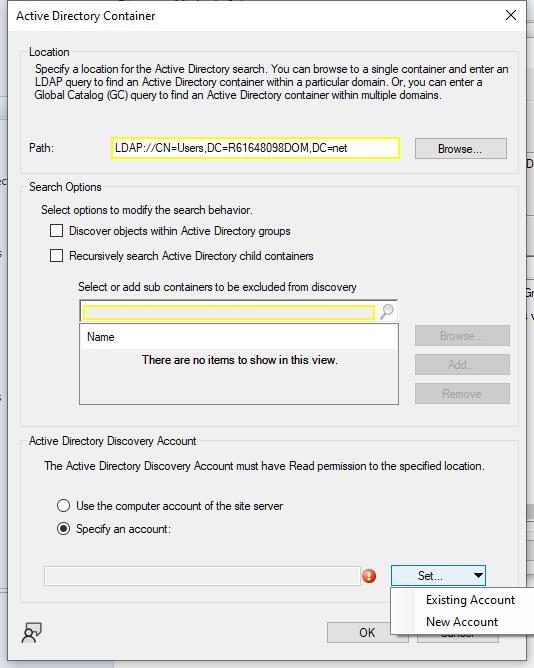 Active Directory Container
Location
Specify a location for the Active Directory search. You can browse to a single container and enter an
LDAP query to find an Active Directory container within a particular domain. Or, you can enter a
Global Catalog (GC) query to find an Active Directory container within multiple domains.
Path:
LDAP://CN=Users,DC=R61648098DOM,DC=net
Browse...
Search Options
Select options to modify the search behavior.
Discover objects within Active Directory groups
Recursively search Active Directory child containers
Select or add sub containers to be excluded from discovery
Name
There are no items to show in this view.
Browse...
Add...
Remove
Active Directory Discovery Account
The Active Directory Discovery Account must have Read permission to the specified location.
Use the computer account of the site server
Specify an account:
Set...
Existing Account
New Account
OK